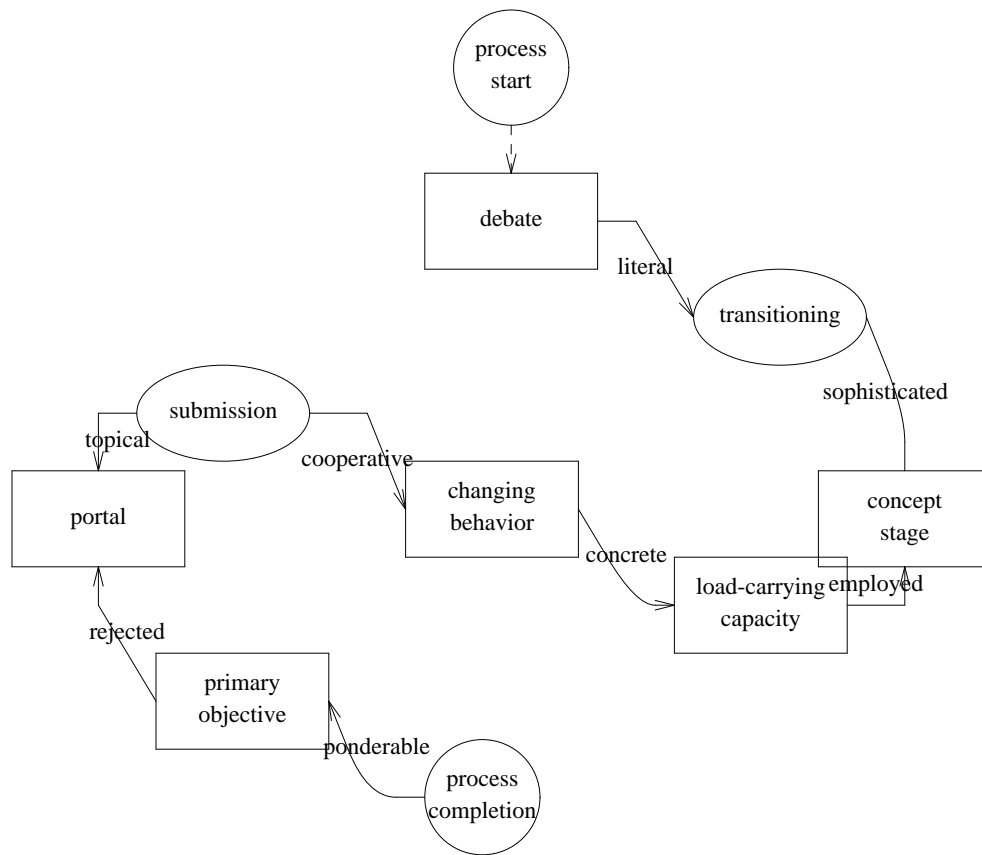 process
start
debate
literal
transitioning
sophisticated
submission
topical
cooperative
changing
behavior
portal
concept
stage
concrete
load-carrying
capacity
employed
rejected
primary
objective
ponderable
process
completion